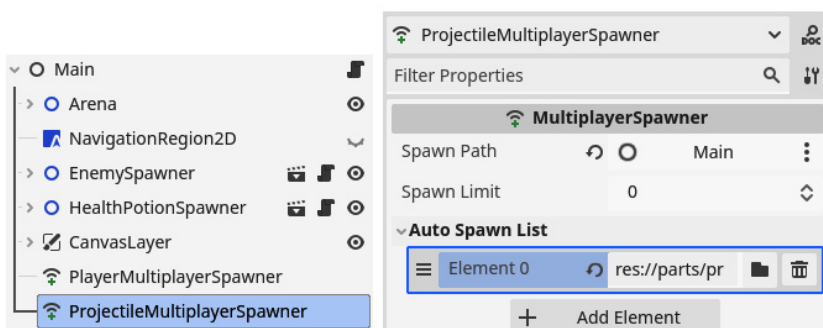 Main
Arena
NavigationRegion2D
EnemySpawner
HealthPotionSpawner
CanvasLayer
PlayerMultiplayerSpawner
ProjectileMultiplayerSpawner
ProjectileMultiplayerSpawner
DOC
Filter Properties
MultiplayerSpawner
Spawn Path Main
Spawn Limit 0
Auto Spawn List
Element 0 res://parts/pr
+ Add Element